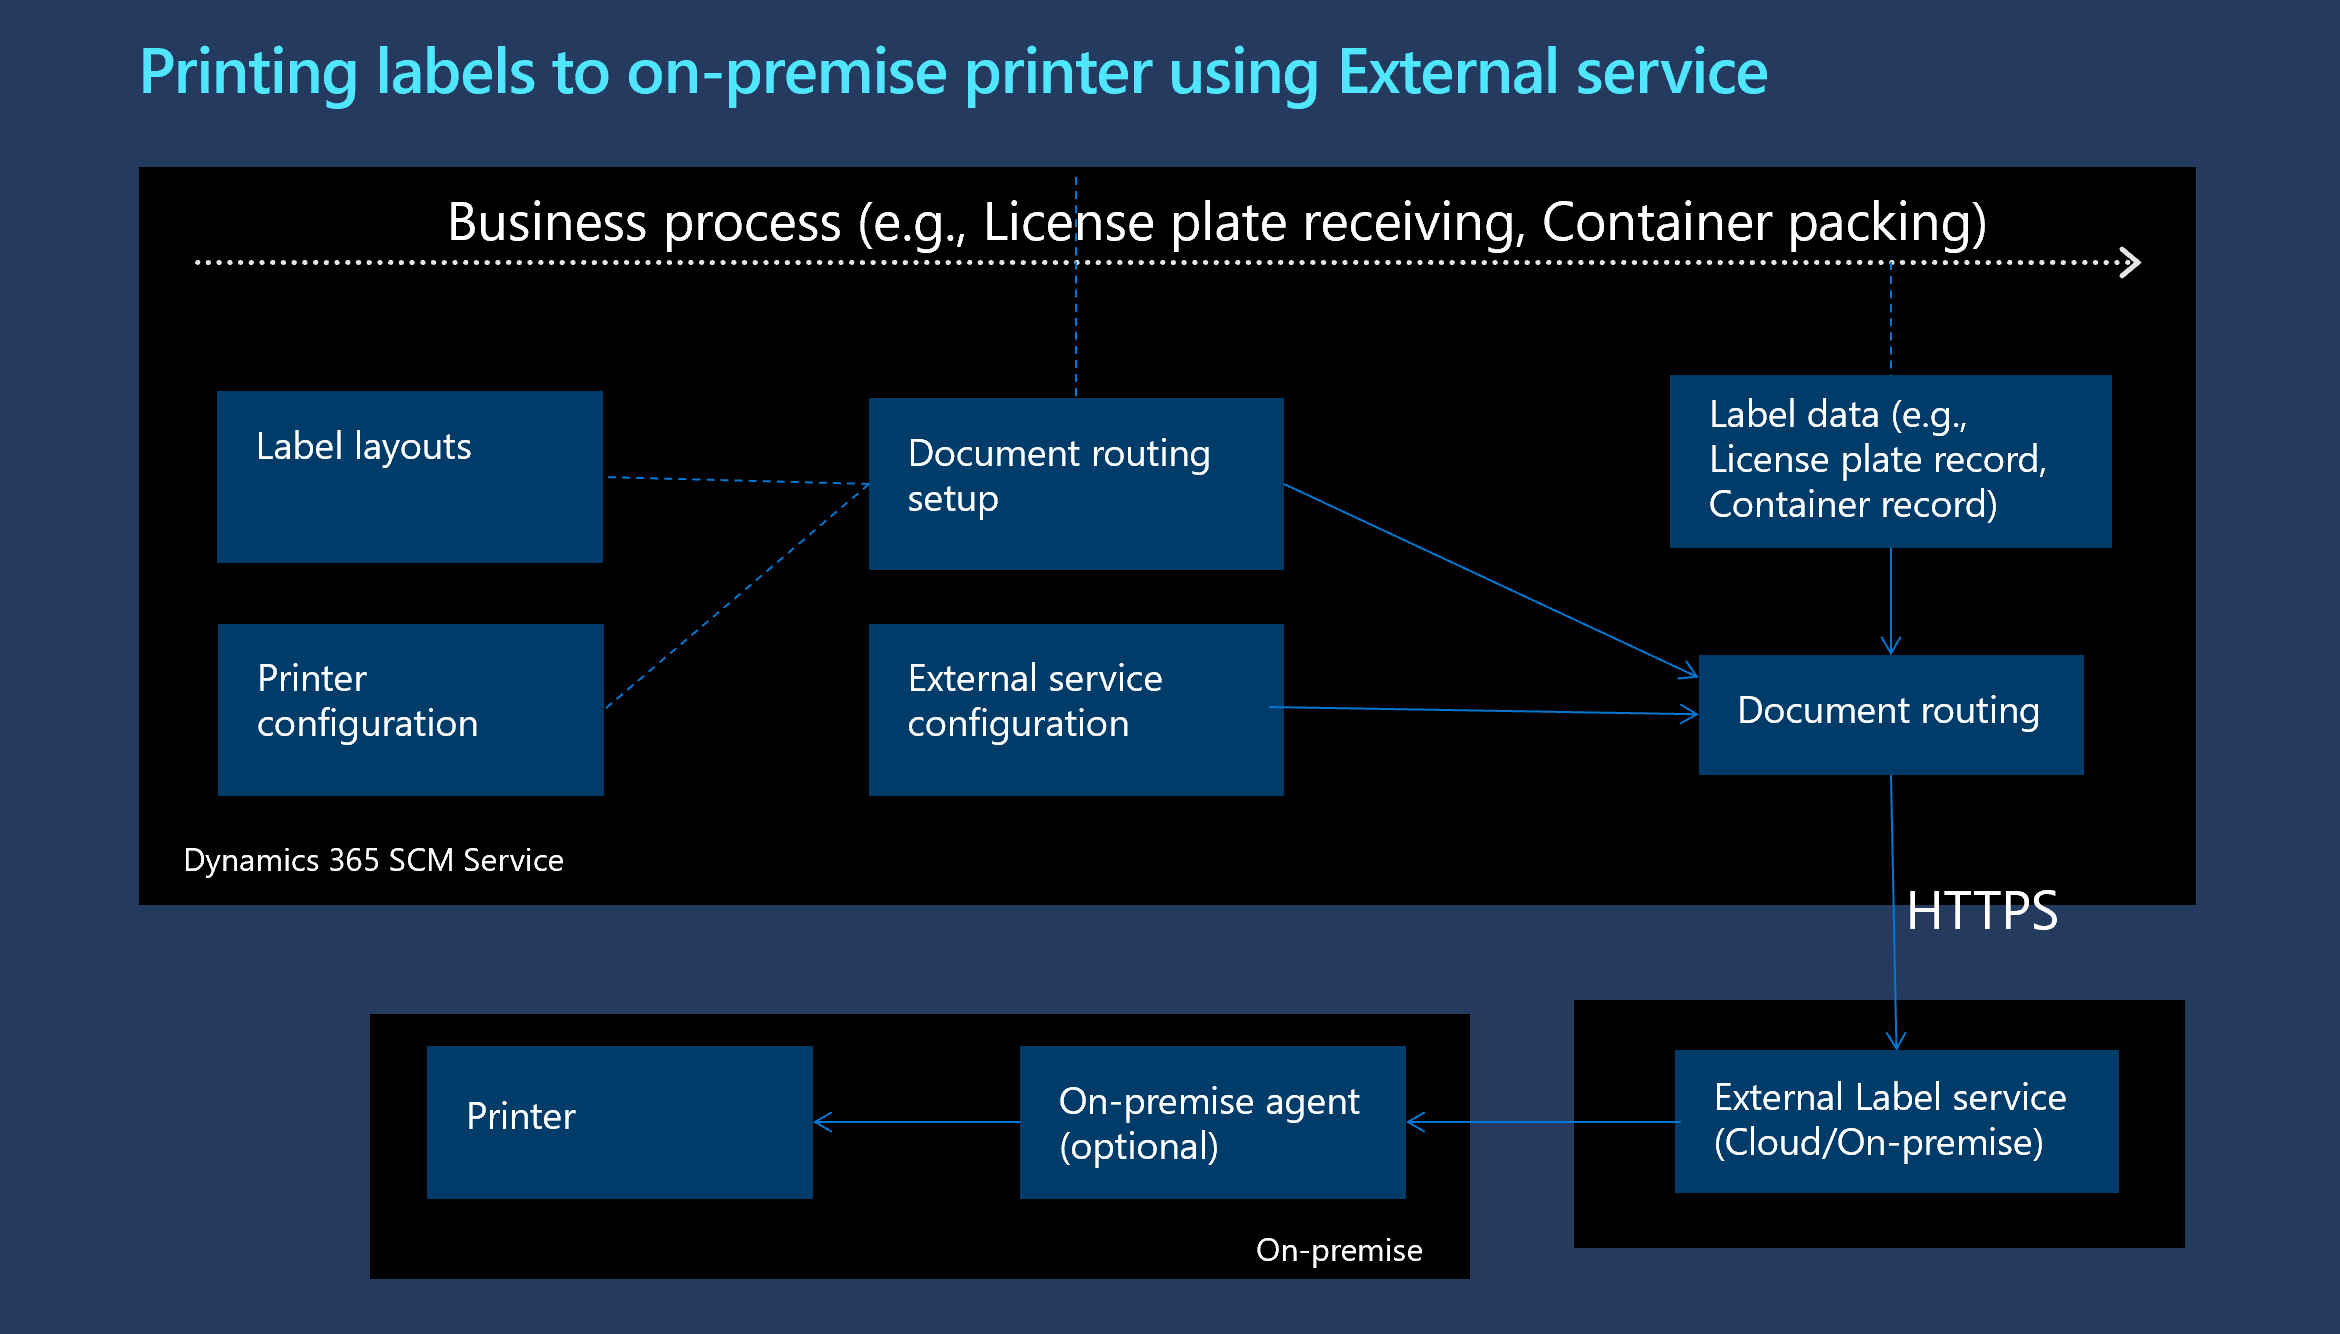 Printing labels to on-premise printer using External service
Business process (e.g., License plate receiving, Container packing)
Label layouts
Document routing
setup
Label data (e.g.,
License plate record,
Container record)
Printer
configuration
External service
configuration
Document routing
Dynamics 365 SCM Service
HTTPS
Printer
On-premise agent
(optional)
External Label service
(Cloud/On-premise)
On-premise